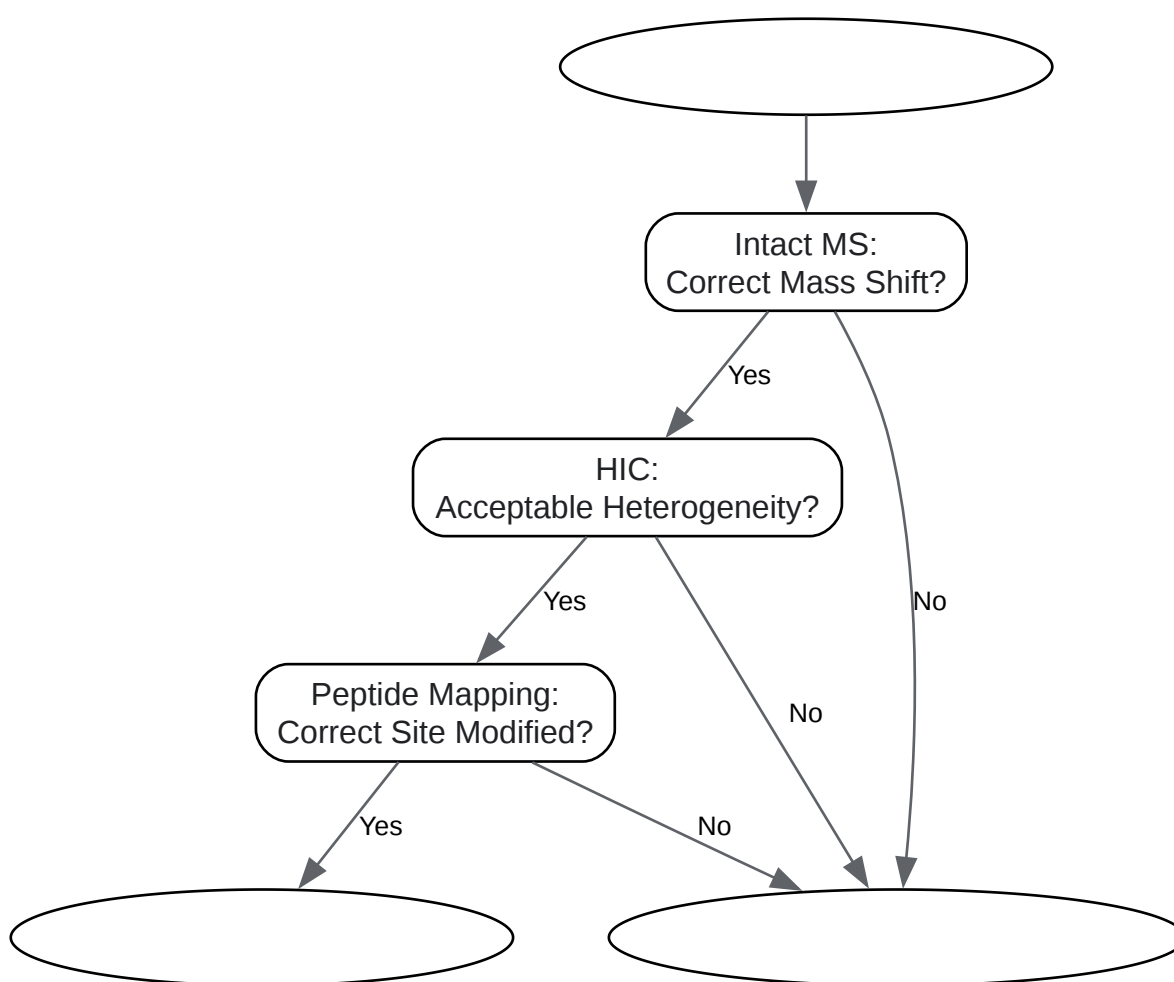 Intact MS:
Correct Mass Shift?
Yes
HIC:
Acceptable Heterogeneity?
Yes
No
Peptide Mapping:
Correct Site Modified?
No
Yes
No